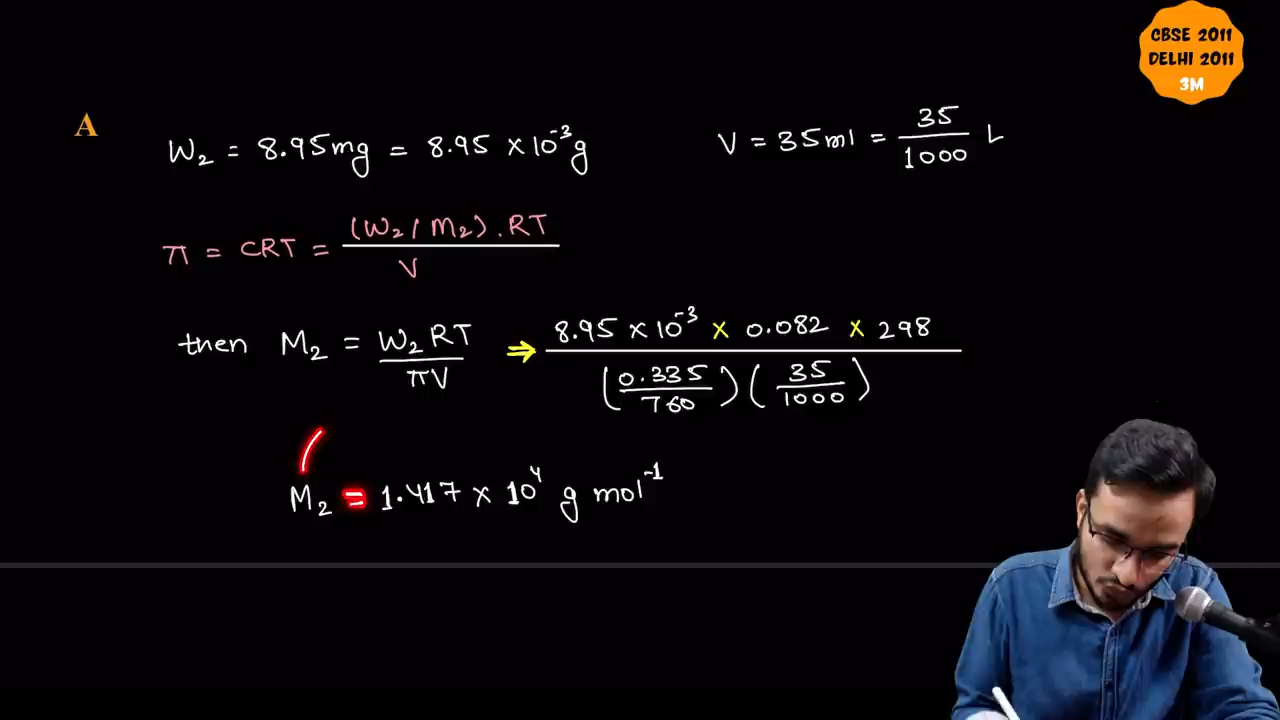 CBSE 2011
DELHI 2011
3M
A
W₂ = 8.95mg = 8.95 × 10⁻³g
V = 35ml = 35/1000 L
π = CRT = (W₂/M₂).RT / V
then M₂ = W₂RT/πV ⇒ 8.95 × 10⁻³ × 0.082 × 298 / (0.335/760)(35/1000)
M₂ = 1.417 × 10⁴ g mol⁻¹